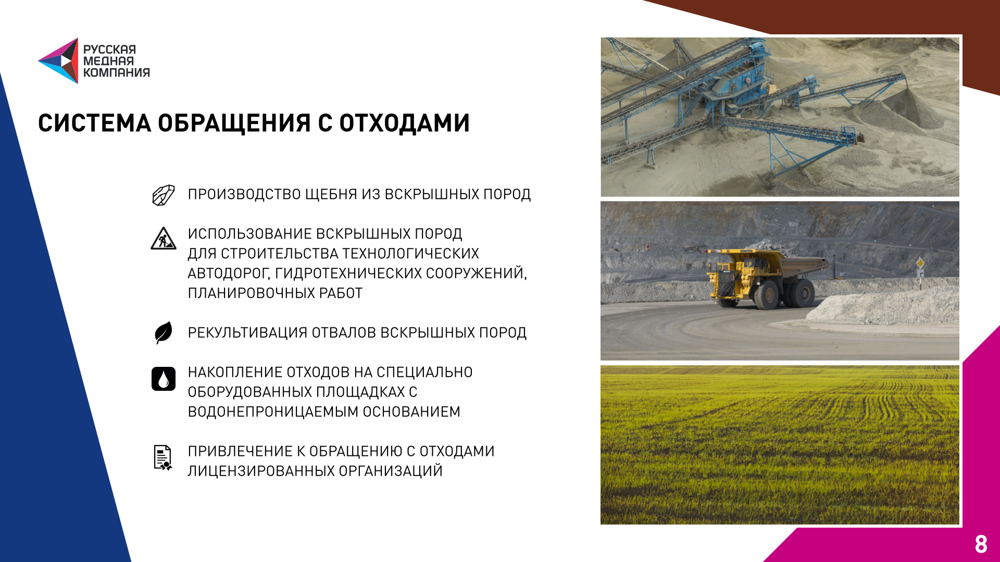 РУССКАЯ
МЕДНАЯ
КОМПАНИЯ
СИСТЕМА ОБРАЩЕНИЯ С ОТХОДАМИ
ПРОИЗВОДСТВО ЩЕБНЯ ИЗ ВСКРЫШНЫХ ПОРОД
ИСПОЛЬЗОВАНИЕ ВСКРЫШНЫХ ПОРОД
ДЛЯ СТРОИТЕЛЬСТВА ТЕХНОЛОГИЧЕСКИХ
АВТОДОРОГ, ГИДРОТЕХНИЧЕСКИХ СООРУЖЕНИЙ,
ПЛАНИРОВОЧНЫХ РАБОТ
РЕКУЛЬТИВАЦИЯ ОТВАЛОВ ВСКРЫШНЫХ ПОРОД
НАКОПЛЕНИЕ ОТХОДОВ НА СПЕЦИАЛЬНО
ОБОРУДОВАННЫХ ПЛОЩАДКАХ С
ВОДОНЕПРОНИЦАЕМЫМ ОСНОВАНИЕМ
ПРИВЛЕЧЕНИЕ К ОБРАЩЕНИЮ С ОТХОДАМИ
ЛИЦЕНЗИРОВАННЫХ ОРГАНИЗАЦИЙ
8